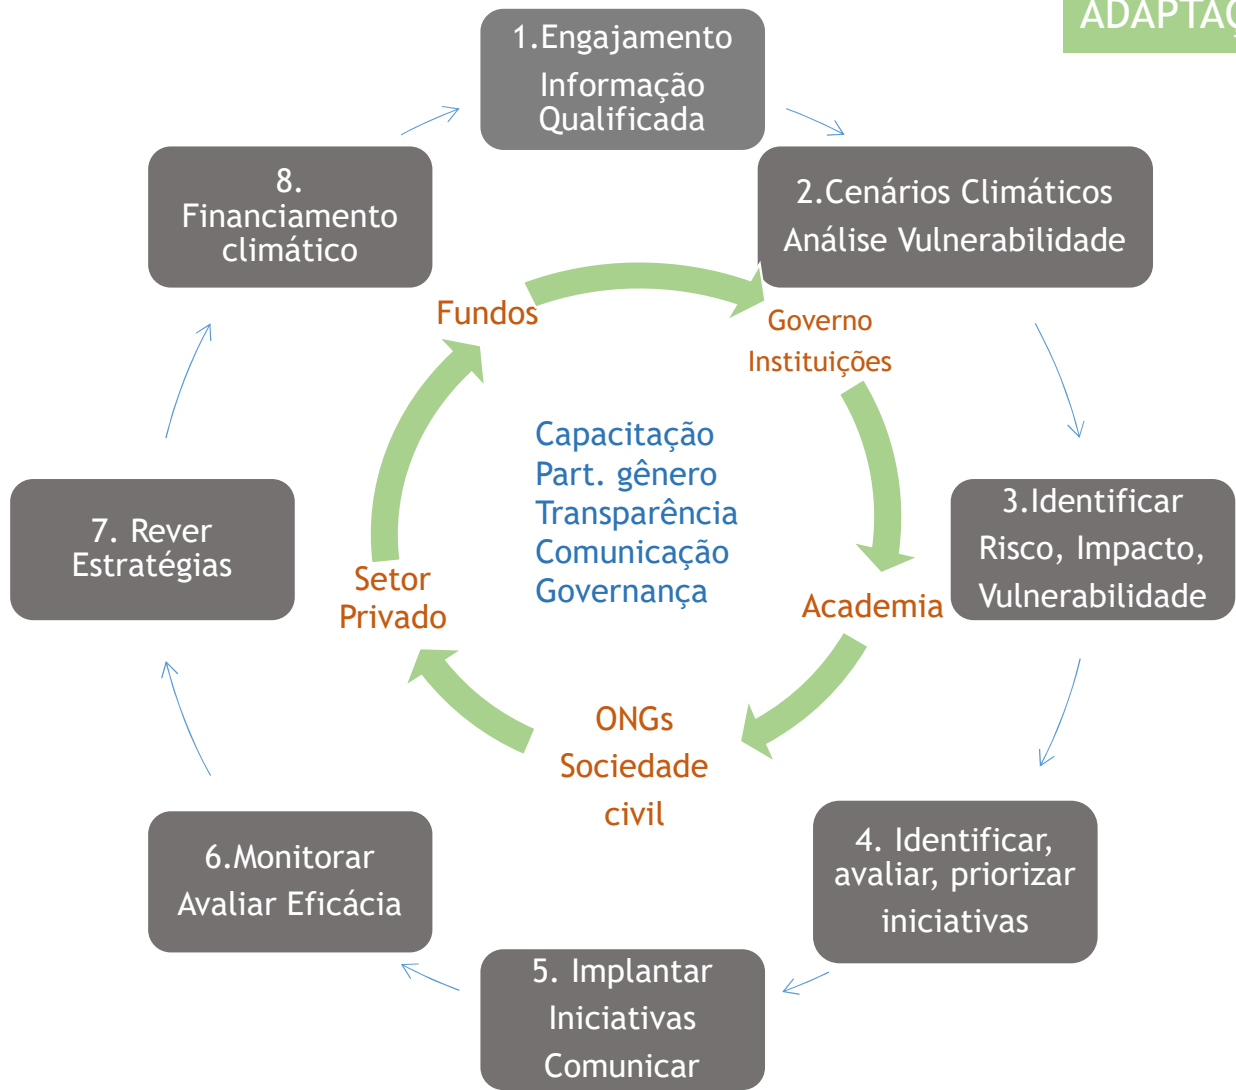 ADAPTAÇ
1.Engajamento
Informação
Qualificada
2.Cenários Climáticos
Análise Vulnerabilidade
3.Identificar
Risco, Impacto,
Vulnerabilidade
4. Identificar,
avaliar, priorizar
iniciativas
5. Implantar
Iniciativas
Comunicar
6.Monitorar
Avaliar Eficácia
7. Rever
Estratégias
8.
Financiamento
climático
Fundos
Governo
Instituições
Academia
ONGs
Sociedade
civil
Setor
Privado
Capacitação
Part. gênero
Transparência
Comunicação
Governança